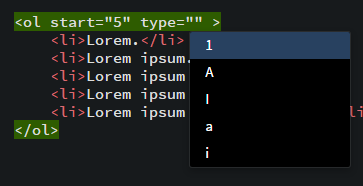 <ol start="5" type="" >
<li>Lorem.</li>
<li>Lorem ipsum.
<li>Lorem ipsum
<li>Lorem ipsum
<li>Lorem ipsum li
</ol>
1
A
I
a
i